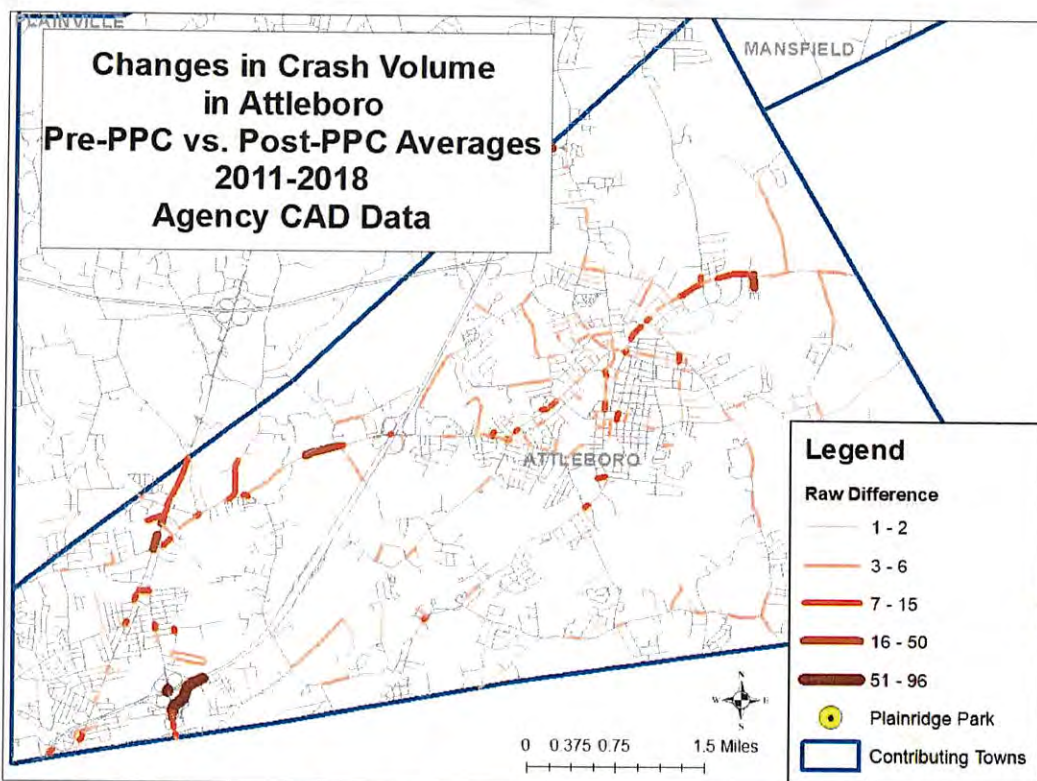 PLAINVILLE
MANSFIELD
Changes in Crash Volume
in Attleboro
Pre-PPC vs. Post-PPC Averages
2011-2018
Agency CAD Data
ATTLEBORO
Legend
Raw Difference
1 - 2
3 - 6
7 - 15
16 - 50
51 - 96
Plainridge Park
Contributing Towns
N
W E
S
0 0.375 0.75 1.5 Miles